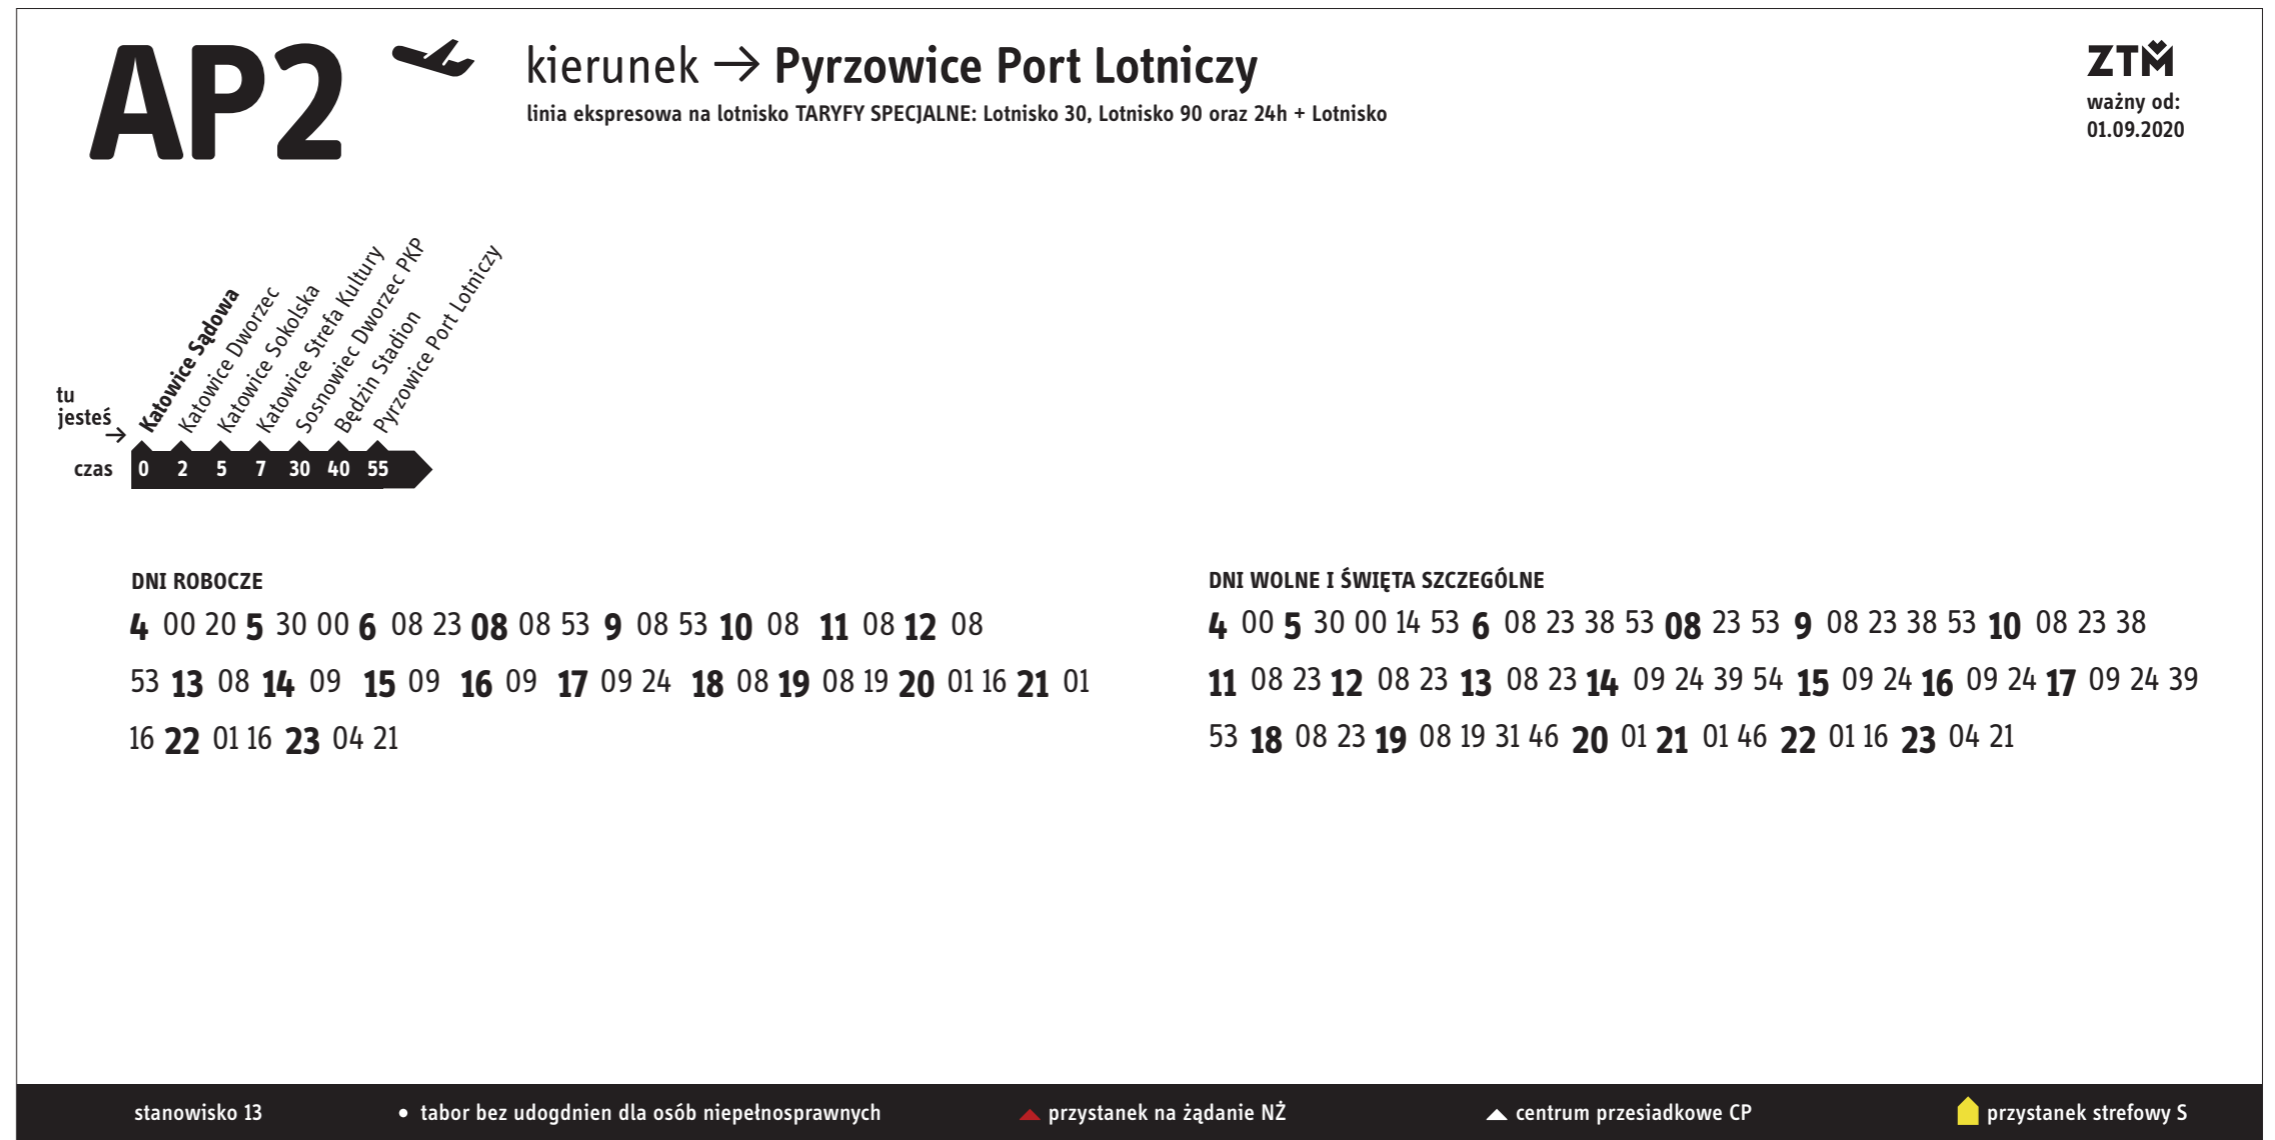 AP2
kierunek → Pyrzowice Port Lotniczy
linia ekspresowa na lotnisko TARYFY SPECJALNE: Lotnisko 30, Lotnisko 90 oraz 24h + Lotnisko
ZTM
ważny od:
01.09.2020
Katowice Sądowa
Katowice Dworzec
Katowice Sokolska
Katowice Strefa Kultury
Sosnowiec Dworzec PKP
Będzin Stadion
Pyrzowice Port Lotniczy
tu
jesteś →
czas 0 2 5 7 30 40 55
DNI ROBOCZE
4 00 20 5 30 00 6 08 23 08 08 53 9 08 53 10 08 11 08 12 08
53 13 08 14 09 15 09 16 09 17 09 24 18 08 19 08 19 20 01 16 21 01
16 22 01 16 23 04 21
DNI WOLNE I ŚWIĘTA SZCZEGÓLNE
4 00 5 30 00 14 53 6 08 23 38 53 08 23 53 9 08 23 38 53 10 08 23 38
11 08 23 12 08 23 13 08 23 14 09 24 39 54 15 09 24 16 09 24 17 09 24 39
53 18 08 23 19 08 19 31 46 20 01 21 01 46 22 01 16 23 04 21
stanowisko 13 • tabor bez udogdnien dla osób niepełnosprawnych przystanek na żądanie NŻ centrum przesiadkowe CP przystanek strefowy S